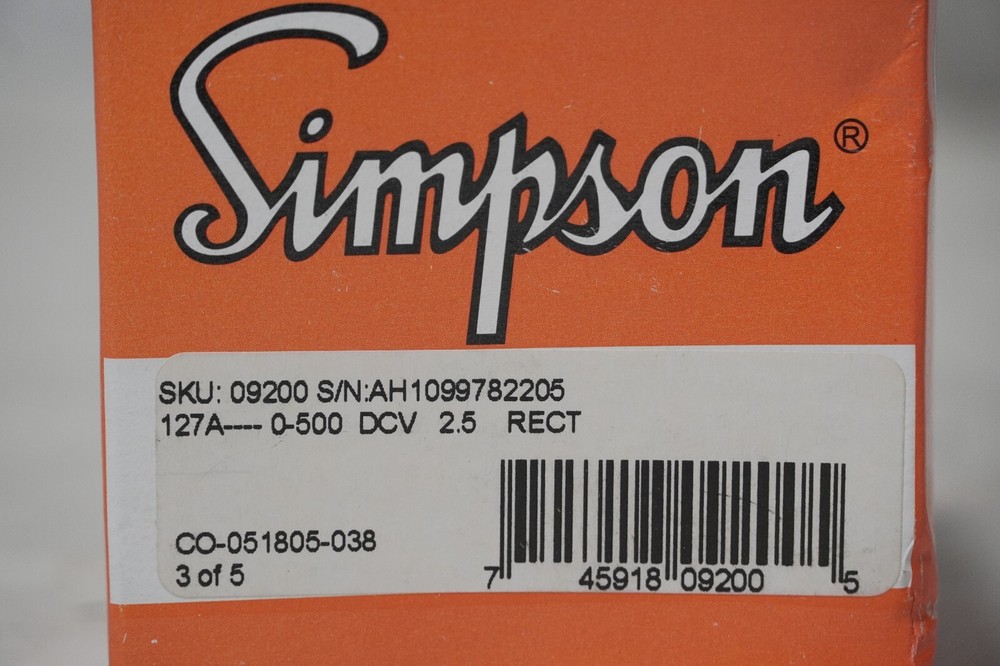 Simpson®
SKU: 09200 S/N:AH1099782205
127A---- 0-500 DCV 2.5 RECT
CO-051805-038
3 of 5
7 45918 09200 5